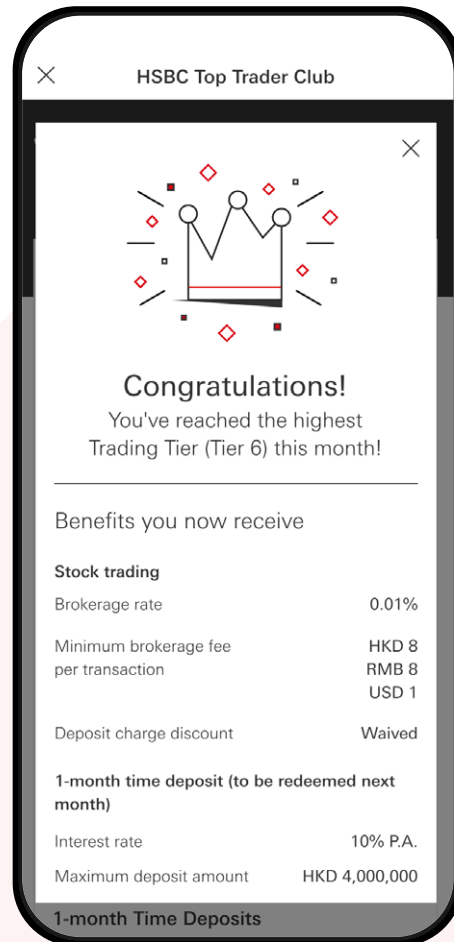 HSBC Top Trader Club
Congratulations!
You've reached the highest
Trading Tier (Tier 6) this month!
Benefits you now receive
Stock trading
Brokerage rate 0.01%
Minimum brokerage fee HKD 8
per transaction RMB 8
USD 1
Deposit charge discount Waived
1-month time deposit (to be redeemed next
month)
Interest rate 10% P.A.
Maximum deposit amount HKD 4,000,000
1-month Time Deposits